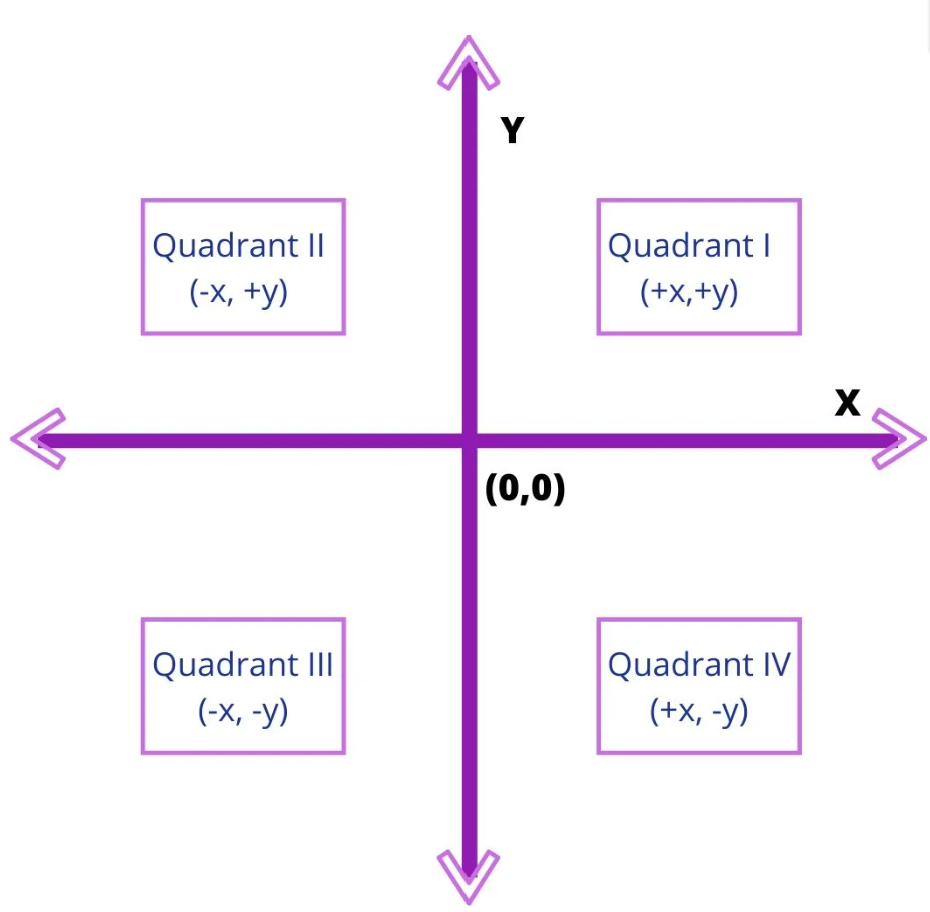 Y
Quadrant II
(-x, +y)
Quadrant I
(+x,+y)
X
(0,0)
Quadrant III
(-x, -y)
Quadrant IV
(+x, -y)